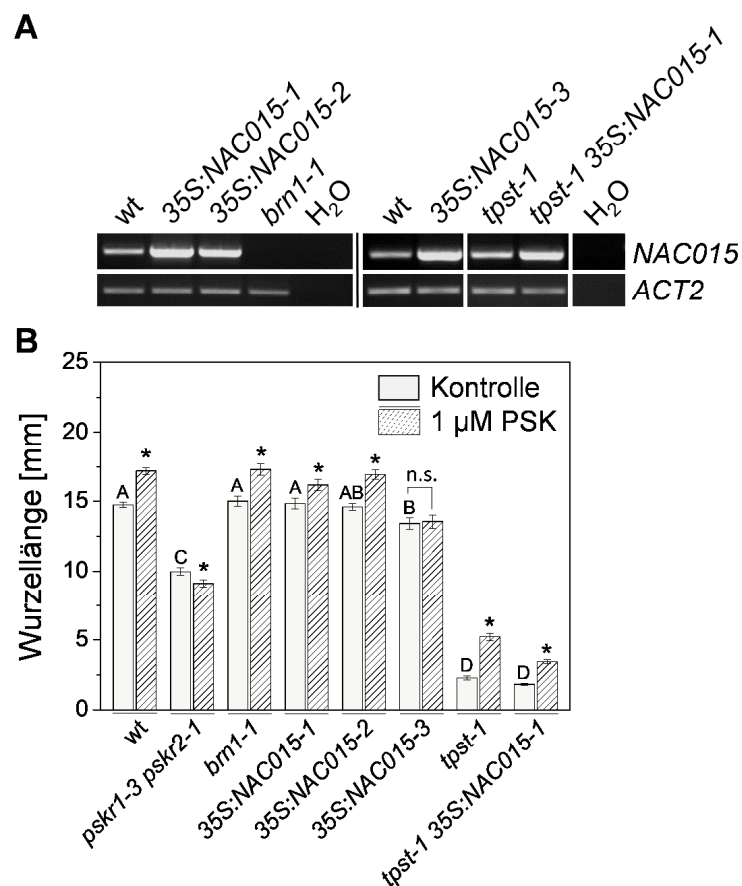 A
wt
35S:NAC015-1
35S:NAC015-2
brn1-1
H2O
wt
35S:NAC015-3
tpst-1
tpst-1 35S:NAC015-1
H2O
NAC015
ACT2
B
Wurzellänge [mm]
25
20
15
10
5
0
Kontrolle
1 µM PSK
A
*
C
*
A
*
A
*
AB
*
B
n.s.
D
*
D
*
wt
pskr1-3 pskr2-1
brn1-1
35S:NAC015-1
35S:NAC015-2
35S:NAC015-3
tpst-1
tpst-1 35S:NAC015-1